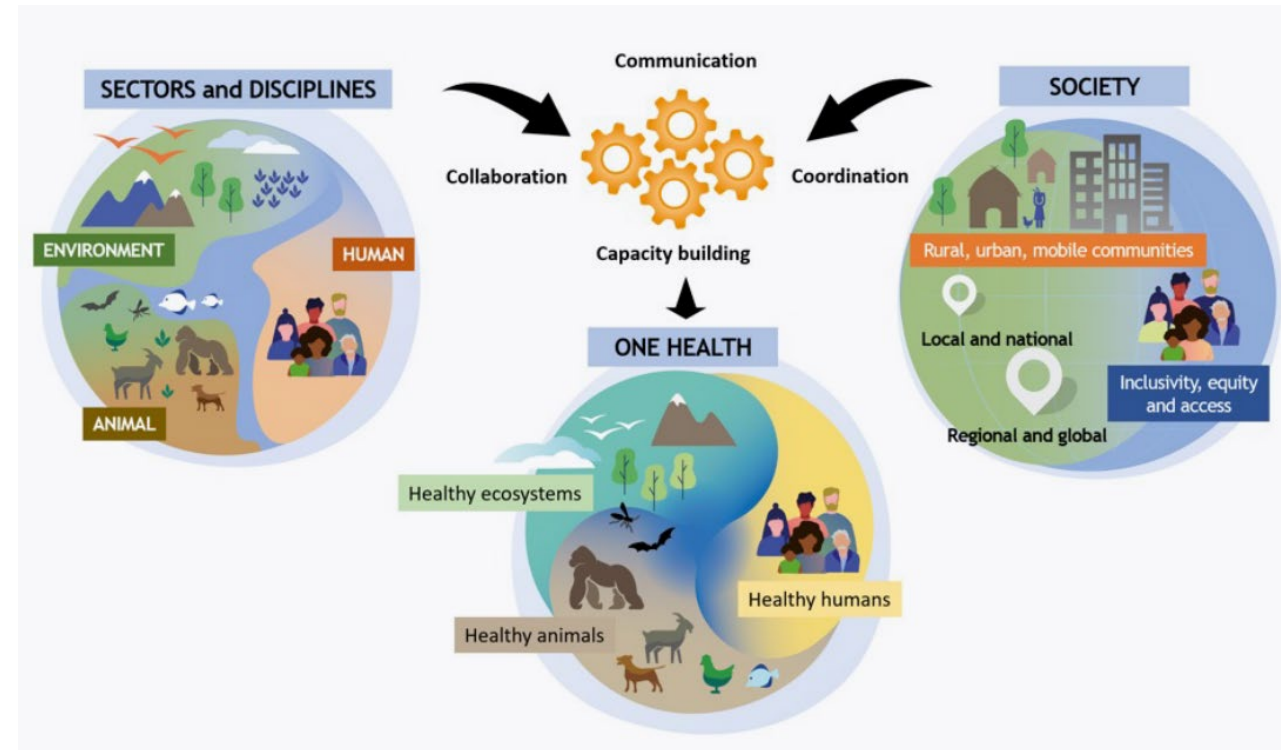 SECTORS and DISCIPLINES
ENVIRONMENT
HUMAN
ANIMAL
Communication
Collaboration
Coordination
Capacity building
SOCIETY
Rural, urban, mobile communities
Local and national
Inclusivity, equity
and access
Regional and global
ONE HEALTH
Healthy ecosystems
Healthy humans
Healthy animals